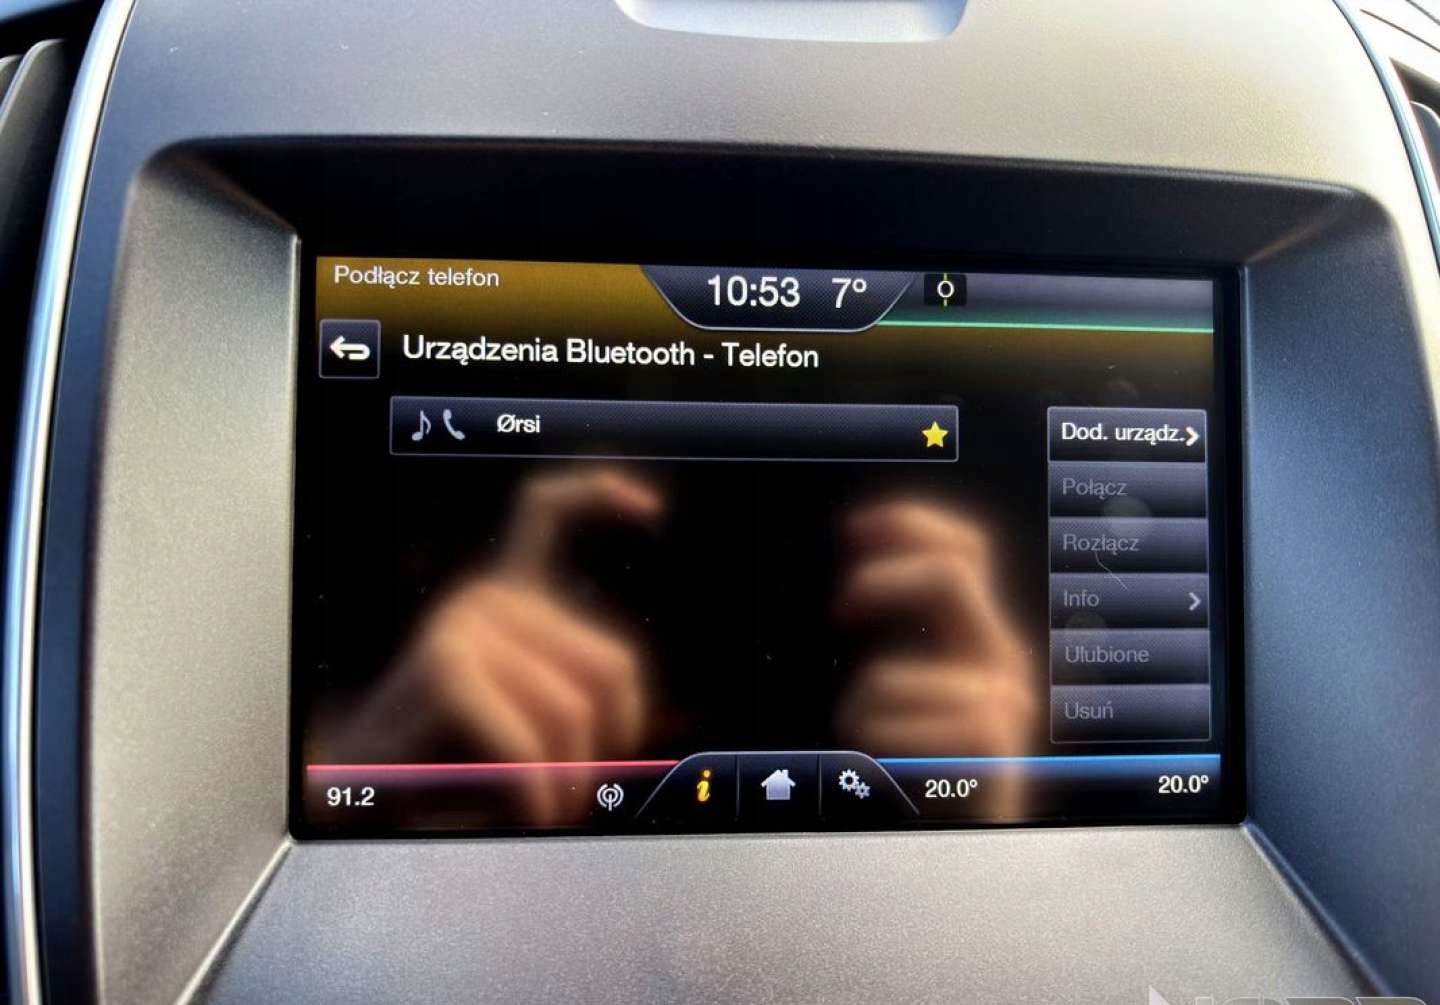 Podłącz telefon
10:53 7°
Urządzenia Bluetooth - Telefon
Ørsi
Dod. urządz.
Połącz
Rozłącz
Info
Ulubione
Usuń
91.2
20.0°
20.0°